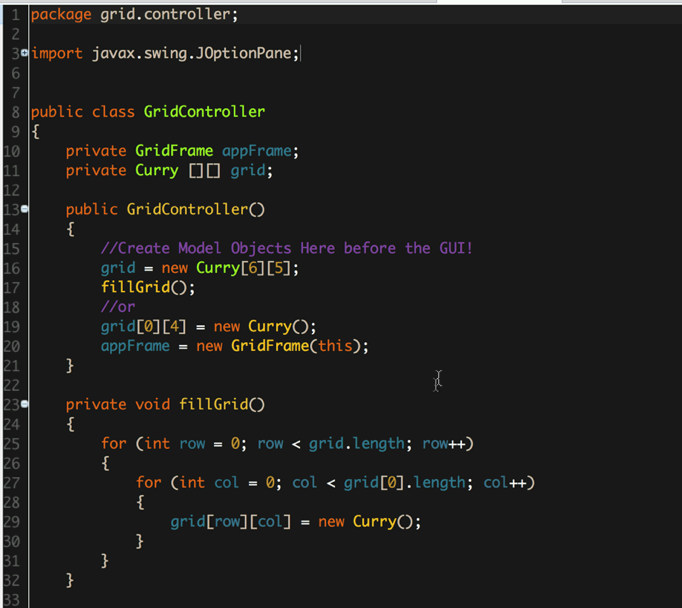 1 package grid.controller;
2
3 import javax.swing.JOptionPane;
6
7
8 public class GridController
9 {
10 private GridFrame appFrame;
11 private Curry [][] grid;
12
13 public GridController()
14 {
15 //Create Model Objects Here before the GUI!
16 grid = new Curry[6][5];
17 fillGrid();
18 //or
19 grid[0][4] = new Curry();
20 appFrame = new GridFrame(this);
21 }
22
23 private void fillGrid()
24 {
25 for (int row = 0; row < grid.length; row++)
26 {
27 for (int col = 0; col < grid[0].length; col++)
28 {
29 grid[row][col] = new Curry();
30 }
31 }
32 }
33